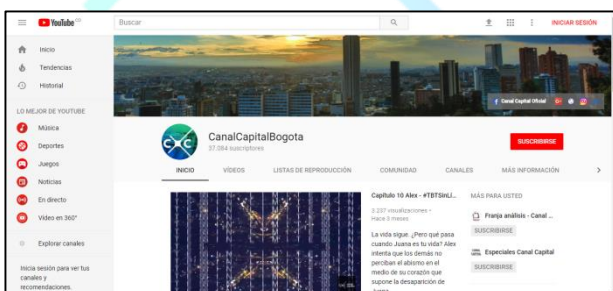 YouTube CO
Buscar
INICIAR SESIÓN
Inicio
Tendencias
Historial
LO MEJOR DE YOUTUBE
Música
Deportes
Juegos
Noticias
En directo
Vídeo en 360°
Explorar canales
Inicia sesión para ver tus
canales y
recomendaciones.
Canal Capital Oficial
CXC
CanalCapitalBogota
37.084 suscriptores
SUSCRIBIRSE
INICIO
VÍDEOS
LISTAS DE REPRODUCCIÓN
COMUNIDAD
CANALES
MÁS INFORMACIÓN
Capítulo 10 Alex - #TBTSinLí...
3.237 visualizaciones •
Hace 3 meses
La vida sigue. ¿Pero qué pasa
cuando Juana es tu vida? Alex
intenta que los demás no
perciban el abismo en el
medio de su corazón que
supone la desaparición de
MÁS PARA USTED
Franja análisis - Canal ...
SUSCRIBIRSE
Especiales Canal Capital
SUSCRIBIRSE